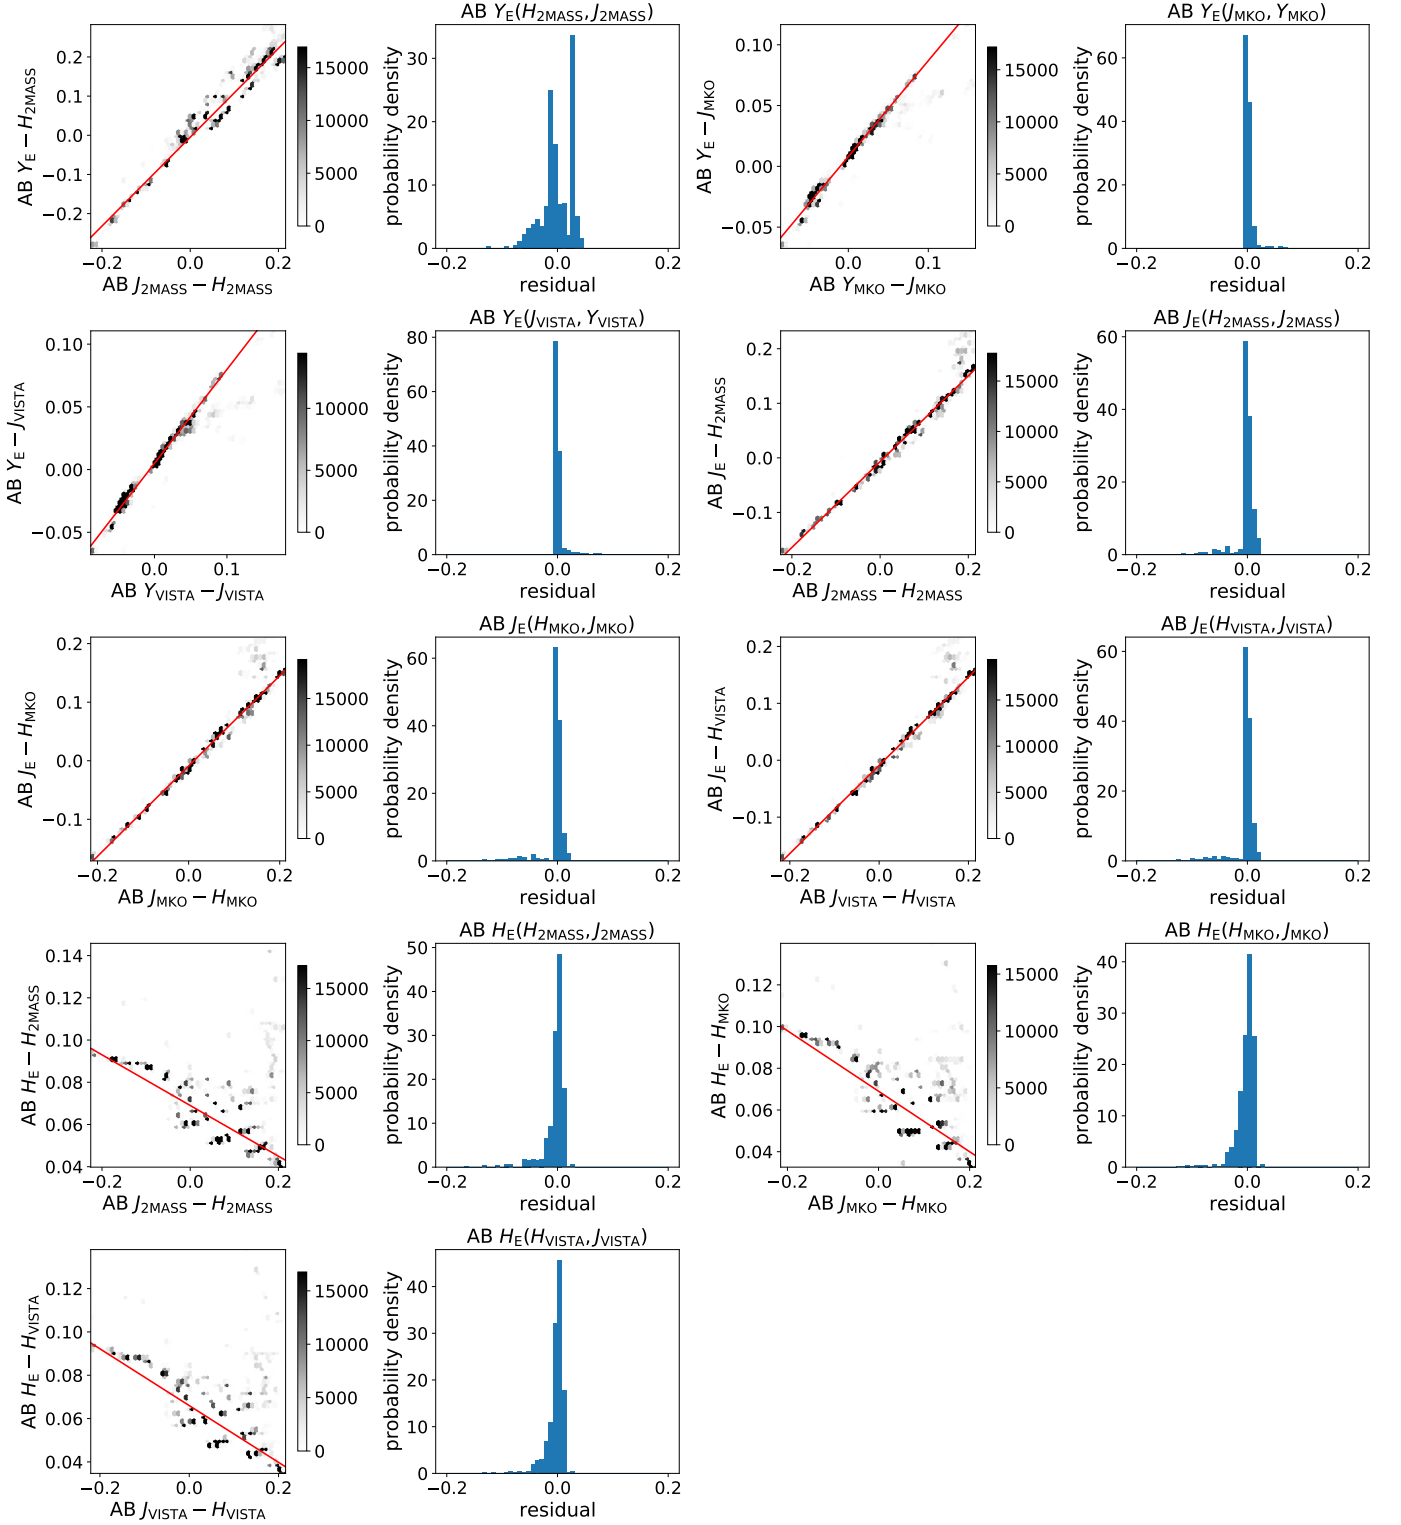 AB Y_E(H_2MASS, J_2MASS)
AB Y_E − H_2MASS
0.2
0.1
0.0
−0.1
−0.2
−0.2 0.0 0.2
AB J_2MASS − H_2MASS
15000
10000
5000
0
probability density
30
20
10
0
−0.2 0.0 0.2
residual
AB Y_E(J_MKO, Y_MKO)
AB Y_E − J_MKO
0.10
0.05
0.00
−0.05
0.0 0.1
AB Y_MKO − J_MKO
15000
10000
5000
0
probability density
60
40
20
0
−0.2 0.0 0.2
residual
AB Y_E(J_VISTA, Y_VISTA)
AB Y_E − J_VISTA
0.10
0.05
0.00
−0.05
0.0 0.1
AB Y_VISTA − J_VISTA
10000
5000
0
probability density
80
60
40
20
0
−0.2 0.0 0.2
residual
AB J_E(H_2MASS, J_2MASS)
AB J_E − H_2MASS
0.2
0.1
0.0
−0.1
−0.2 0.0 0.2
AB J_2MASS − H_2MASS
15000
10000
5000
0
probability density
60
40
20
0
−0.2 0.0 0.2
residual
AB J_E(H_MKO, J_MKO)
AB J_E − H_MKO
0.2
0.1
0.0
−0.1
−0.2 0.0 0.2
AB J_MKO − H_MKO
15000
10000
5000
0
probability density
60
40
20
0
−0.2 0.0 0.2
residual
AB J_E(H_VISTA, J_VISTA)
AB J_E − H_VISTA
0.2
0.1
0.0
−0.1
−0.2 0.0 0.2
AB J_VISTA − H_VISTA
15000
10000
5000
0
probability density
60
40
20
0
−0.2 0.0 0.2
residual
AB H_E(H_2MASS, J_2MASS)
AB H_E − H_2MASS
0.14
0.12
0.10
0.08
0.06
0.04
−0.2 0.0 0.2
AB J_2MASS − H_2MASS
15000
10000
5000
0
probability density
50
40
30
20
10
0
−0.2 0.0 0.2
residual
AB H_E(H_MKO, J_MKO)
AB H_E − H_MKO
0.12
0.10
0.08
0.06
0.04
−0.2 0.0 0.2
AB J_MKO − H_MKO
15000
10000
5000
0
probability density
40
30
20
10
0
−0.2 0.0 0.2
residual
AB H_E(H_VISTA, J_VISTA)
AB H_E − H_VISTA
0.12
0.10
0.08
0.06
0.04
−0.2 0.0 0.2
AB J_VISTA − H_VISTA
15000
10000
5000
0
probability density
40
30
20
10
0
−0.2 0.0 0.2
residual